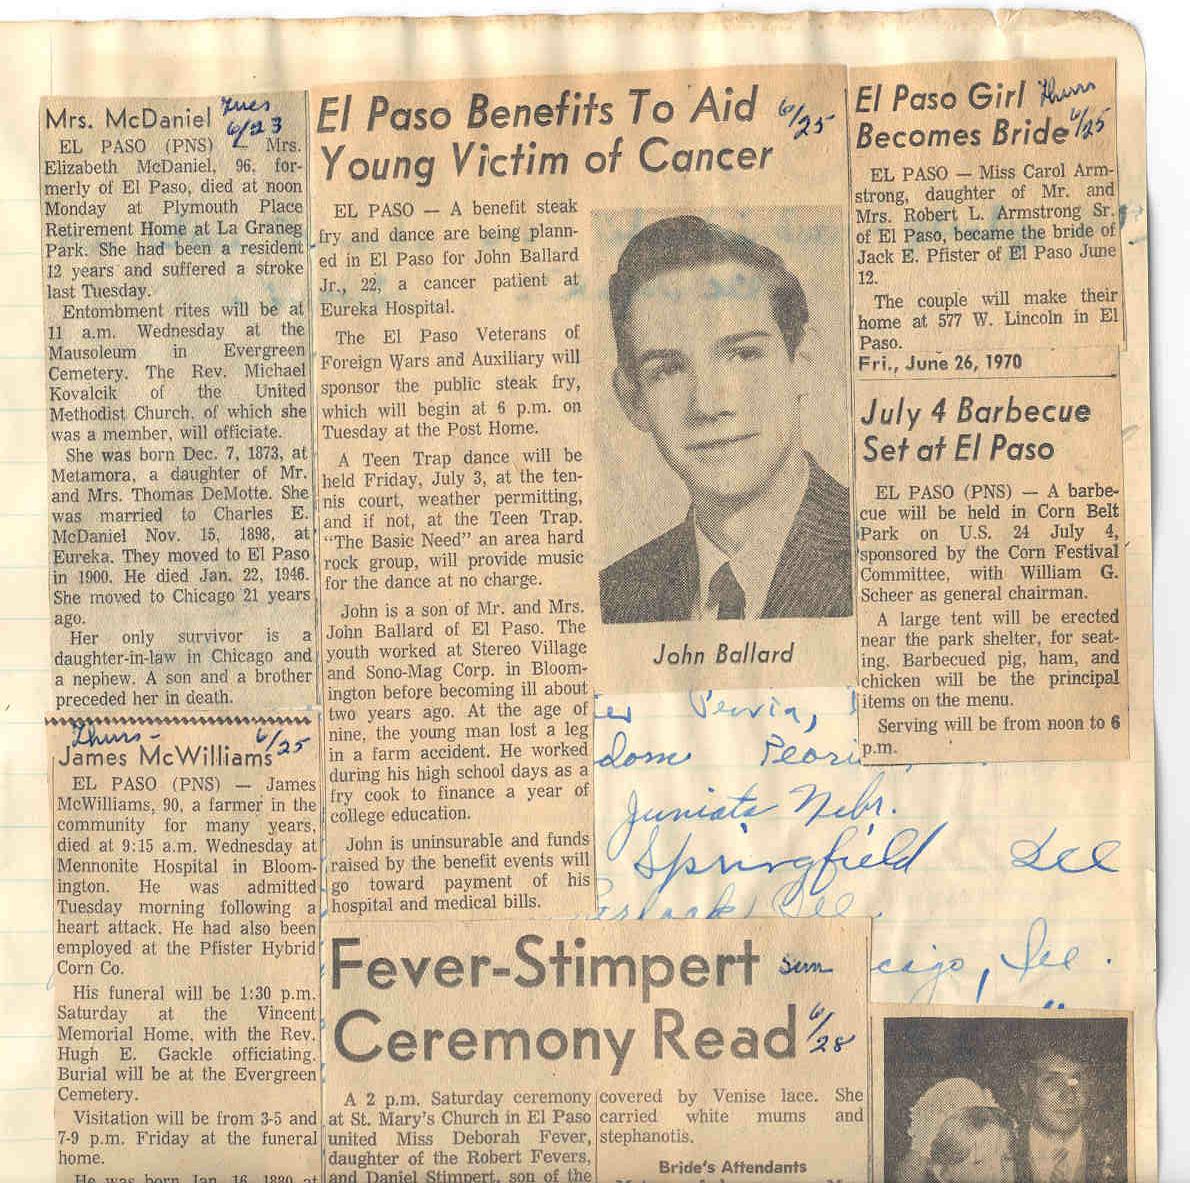 Mrs. McDaniel Tues
6/23
EL PASO (PNS) — Mrs.
Elizabeth McDaniel, 96, for-
merly of El Paso, died at noon
Monday at Plymouth Place
Retirement Home at La Graneg
Park. She had been a resident
12 years and suffered a stroke
last Tuesday.
Entombment rites will be at
11 a.m. Wednesday at the
Mausoleum in Evergreen
Cemetery. The Rev. Michael
Kovalcik of the United
Methodist Church, of which she
was a member, will officiate.
She was born Dec. 7, 1873, at
Metamora, a daughter of Mr.
and Mrs. Thomas DeMotte. She
was married to Charles E.
McDaniel Nov. 15, 1898, at
Eureka. They moved to El Paso
in 1900. He died Jan. 22, 1946.
She moved to Chicago 21 years
ago.
Her only survivor is a
daughter-in-law in Chicago and
a nephew. A son and a brother
preceded her in death.
Thurs- 6/25
James McWilliams
EL PASO (PNS) — James
McWilliams, 90, a farmer in the
community for many years,
died at 9:15 a.m. Wednesday at
Mennonite Hospital in Bloom-
ington. He was admitted
Tuesday morning following a
heart attack. He had also been
employed at the Pfister Hybrid
Corn Co.
His funeral will be 1:30 p.m.
Saturday at the Vincent
Memorial Home, with the Rev.
Hugh E. Gackle officiating.
Burial will be at the Evergreen
Cemetery.
Visitation will be from 3-5 and
7-9 p.m. Friday at the funeral
home.
He was born Jan. 16, 1880 at
El Paso Benefits To Aid 6/25
Young Victim of Cancer
EL PASO — A benefit steak
fry and dance are being plann-
ed in El Paso for John Ballard
Jr., 22, a cancer patient at
Eureka Hospital.
The El Paso Veterans of
Foreign Wars and Auxiliary will
sponsor the public steak fry,
which will begin at 6 p.m. on
Tuesday at the Post Home.
A Teen Trap dance will be
held Friday, July 3, at the ten-
nis court, weather permitting,
and if not, at the Teen Trap.
"The Basic Need" an area hard
rock group, will provide music
for the dance at no charge.
John is a son of Mr. and Mrs.
John Ballard of El Paso. The
youth worked at Stereo Village
and Sono-Mag Corp. in Bloom-
ington before becoming ill about
two years ago. At the age of
nine, the young man lost a leg
in a farm accident. He worked
during his high school days as a
fry cook to finance a year of
college education.
John is uninsurable and funds
raised by the benefit events will
go toward payment of his
hospital and medical bills.
John Ballard
El Paso Girl Thurs
Becomes Bride 6/25
EL PASO — Miss Carol Arm-
strong, daughter of Mr. and
Mrs. Robert L. Armstrong Sr.
of El Paso, became the bride of
Jack E. Pfister of El Paso June
12.
The couple will make their
home at 577 W. Lincoln in El
Paso.
Fri., June 26, 1970
July 4 Barbecue
Set at El Paso
EL PASO (PNS) — A barbe-
cue will be held in Corn Belt
Park on U.S. 24 July 4,
sponsored by the Corn Festival
Committee, with William G.
Scheer as general chairman.
A large tent will be erected
near the park shelter, for seat-
ing. Barbecued pig, ham, and
chicken will be the principal
items on the menu.
Serving will be from noon to 6
p.m.
Peoria,
dom Peori
Juniata Nebr.
Springfield Ill
Ill.
cago, Ill.
Fever-Stimpert Sun
Ceremony Read 6/28
A 2 p.m. Saturday ceremony
at St. Mary's Church in El Paso
united Miss Deborah Fever,
daughter of the Robert Fevers,
and Daniel Stimpert, son of the
covered by Venise lace. She
carried white mums and
stephanotis.
Bride's Attendants